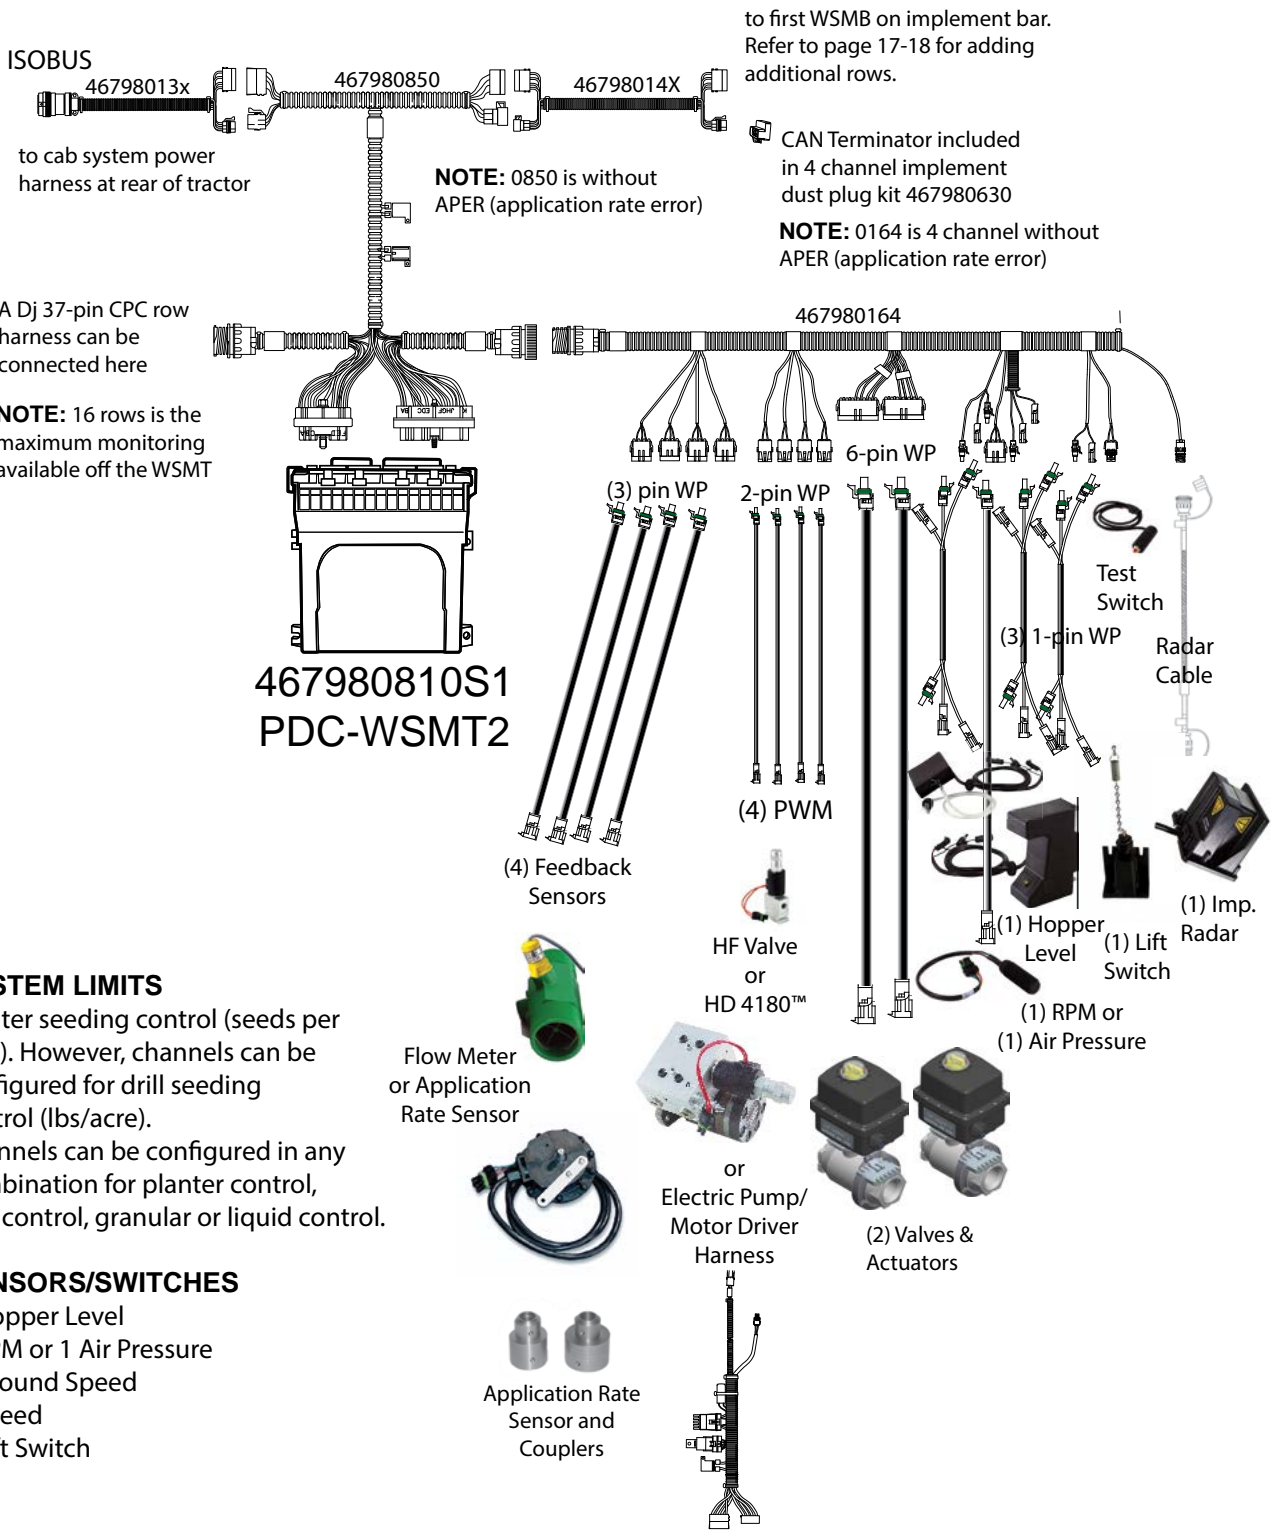 to first WSMB on implement bar.
Refer to page 17-18 for adding
additional rows.
ISOBUS
46798013x
467980850
46798014X
to cab system power
harness at rear of tractor
NOTE: 0850 is without
APER (application rate error)
CAN Terminator included
in 4 channel implement
dust plug kit 467980630
NOTE: 0164 is 4 channel without
APER (application rate error)
A Dj 37-pin CPC row
harness can be
connected here
NOTE: 16 rows is the
maximum monitoring
available off the WSMT
467980164
BA
EDC
JHGF
K
6-pin WP
(3) pin WP
2-pin WP
Test
Switch
(3) 1-pin WP
Radar
Cable
467980810S1
PDC-WSMT2
(4) PWM
(4) Feedback
Sensors
HF Valve
or
HD 4180™
(1) Hopper
Level
(1) Lift
Switch
(1) Imp.
Radar
(1) RPM or
(1) Air Pressure
STEM LIMITS
ter seeding control (seeds per
). However, channels can be
figured for drill seeding
trol (lbs/acre).
nnels can be configured in any
bination for planter control,
control, granular or liquid control.
Flow Meter
or Application
Rate Sensor
or
Electric Pump/
Motor Driver
Harness
(2) Valves &
Actuators
NSORS/SWITCHES
opper Level
PM or 1 Air Pressure
ound Speed
eed
ft Switch
Application Rate
Sensor and
Couplers